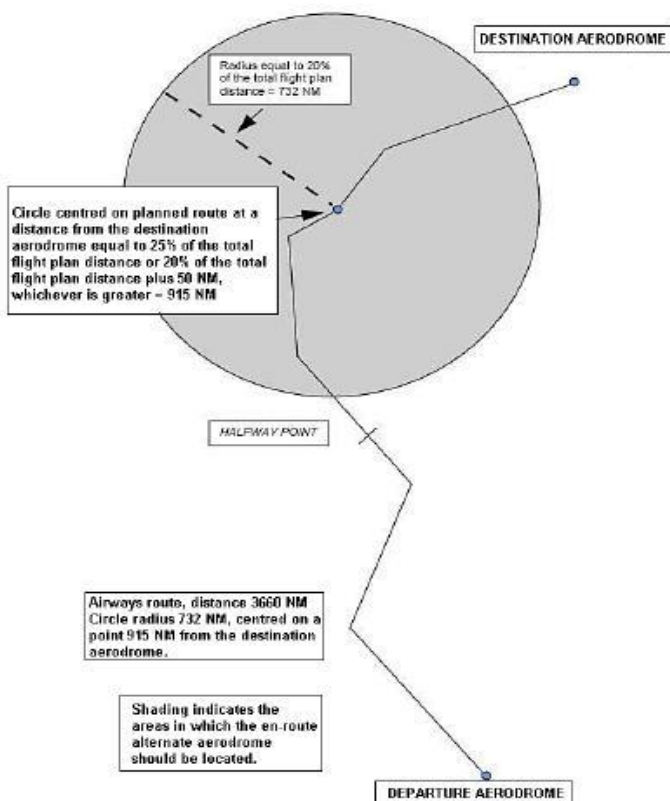 DESTINATION AERODROME
Radius equal to 20%
of the total flight plan
distance = 732 NM
Circle centred on planned route at a
distance from the destination
aerodrome equal to 25% of the total
flight plan distance or 20% of the total
flight plan distance plus 50 NM,
whichever is greater – 915 NM
HALFWAY POINT
Airways route, distance 3660 NM
Circle radius 732 NM, centred on a
point 915 NM from the destination
aerodrome.
Shading indicates the
areas in which the en-route
alternate aerodrome
should be located.
DEPARTURE AERODROME